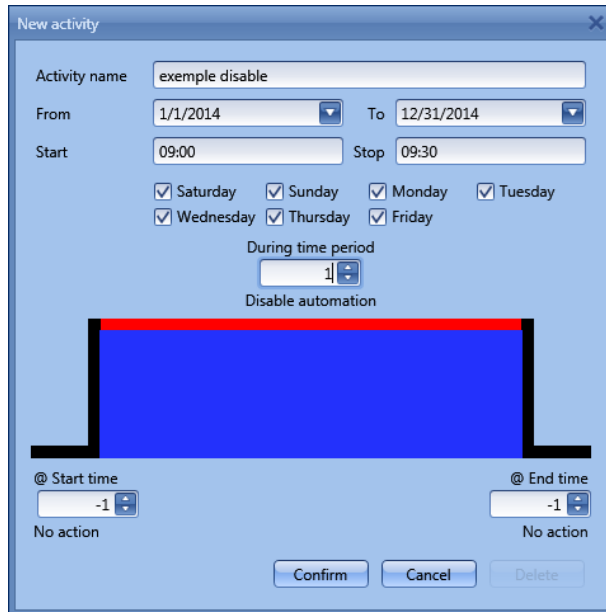 New activity
Activity name exemple disable
From 1/1/2014 To 12/31/2014
Start 09:00 Stop 09:30
Saturday Sunday Monday Tuesday
Wednesday Thursday Friday
During time period
1
Disable automation
@ Start time @ End time
-1 -1
No action No action
Confirm Cancel Delete